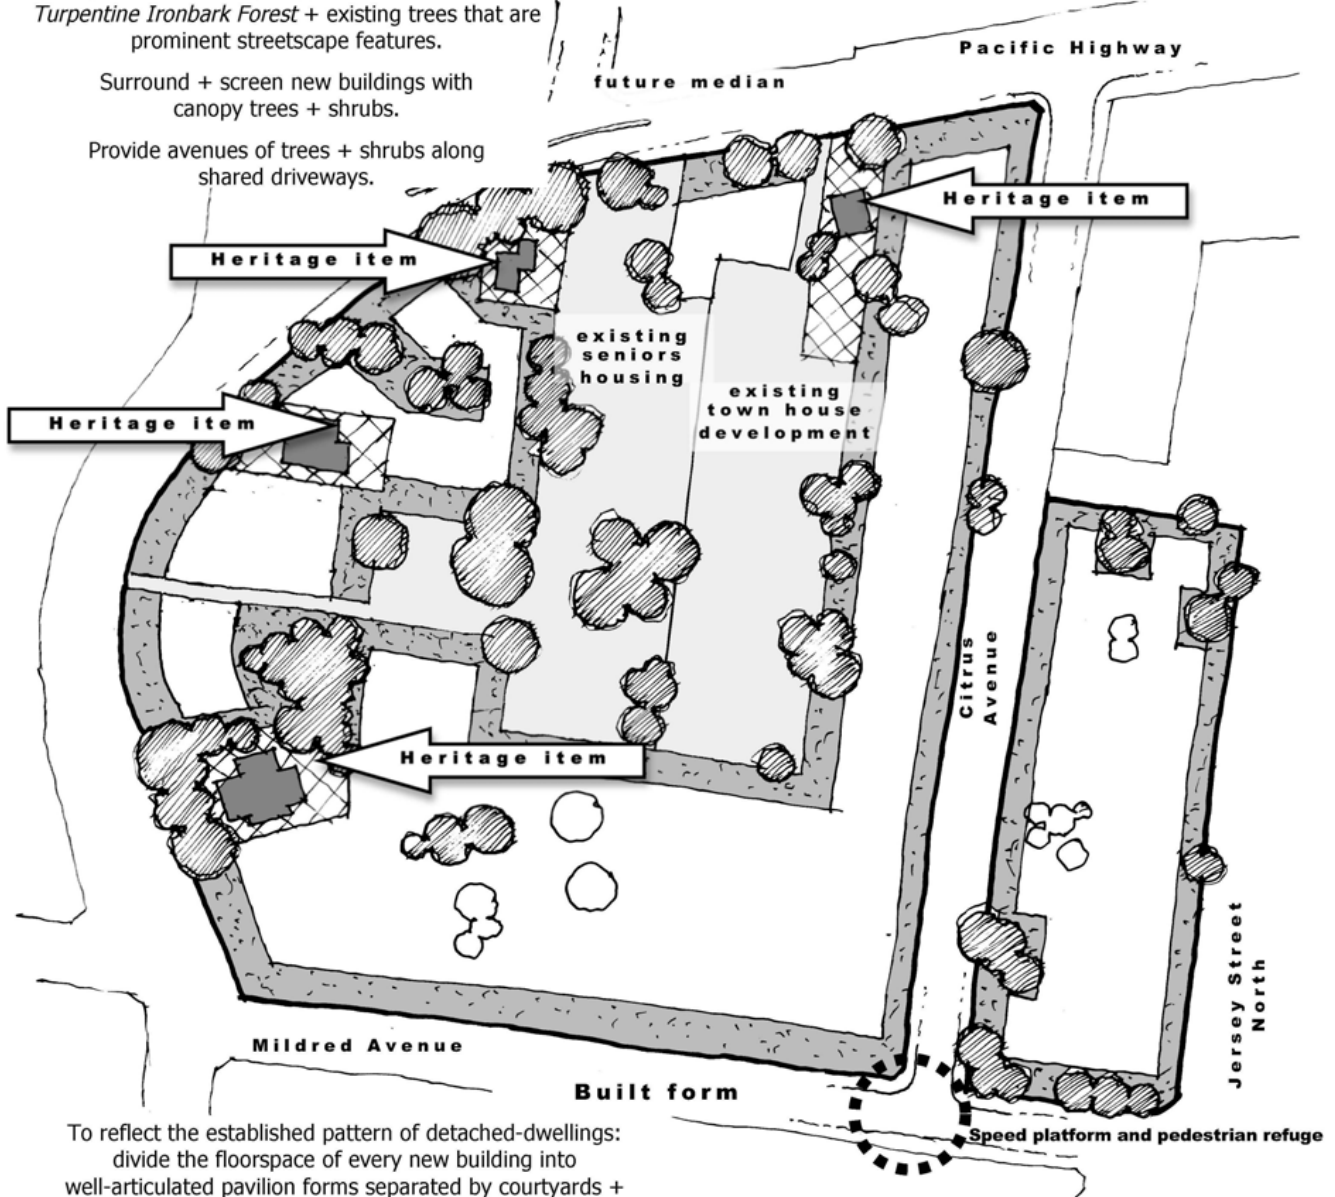 Turpentine Ironbark Forest + existing trees that are
prominent streetscape features.
Surround + screen new buildings with
canopy trees + shrubs.
Provide avenues of trees + shrubs along
shared driveways.
Pacific Highway
future median
Heritage item
Heritage item
existing
seniors
housing
existing
town house
development
Heritage item
Citrus
Avenue
Heritage item
Jersey Street
North
Mildred Avenue
Built form
Speed platform and pedestrian refuge
To reflect the established pattern of detached-dwellings:
divide the floorspace of every new building into
well-articulated pavilion forms separated by courtyards +